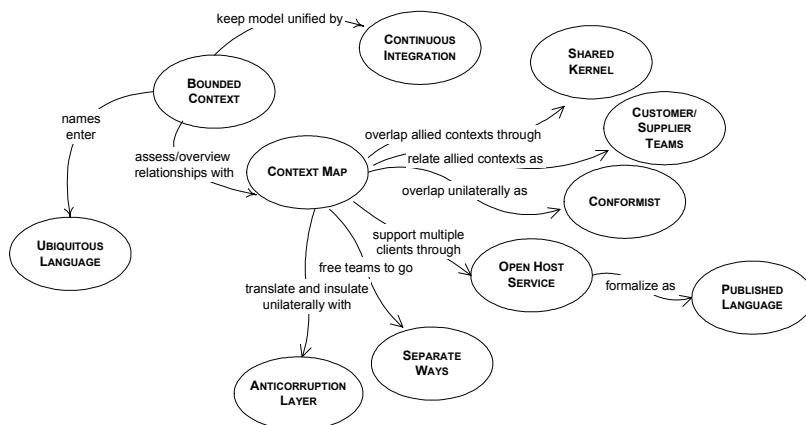 keep model unified by
CONTINUOUS
INTEGRATION
SHARED
KERNEL
BOUNDED
CONTEXT
names
enter
CUSTOMER/
SUPPLIER
TEAMS
overlap allied contexts through
assess/overview
relationships with
relate allied contexts as
CONTEXT MAP
overlap unilaterally as
CONFORMIST
UBIQUITOUS
LANGUAGE
support multiple
clients through
free teams to go
OPEN HOST
SERVICE
formalize as
PUBLISHED
LANGUAGE
translate and insulate
unilaterally with
SEPARATE
WAYS
ANTICORRUPTION
LAYER